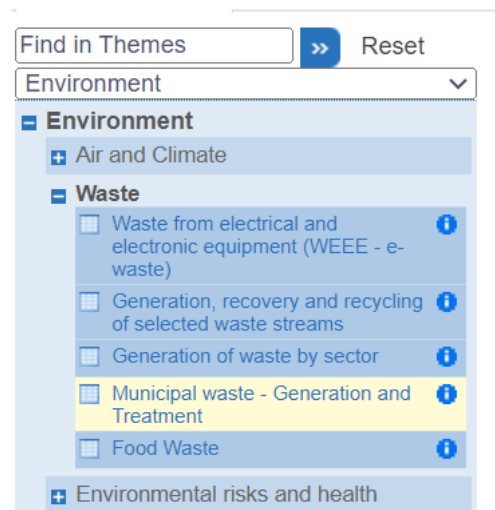 Find in Themes » Reset
Environment
Environment
Air and Climate
Waste
Waste from electrical and
electronic equipment (WEEE - e-
waste)
Generation, recovery and recycling
of selected waste streams
Generation of waste by sector
Municipal waste - Generation and
Treatment
Food Waste
Environmental risks and health